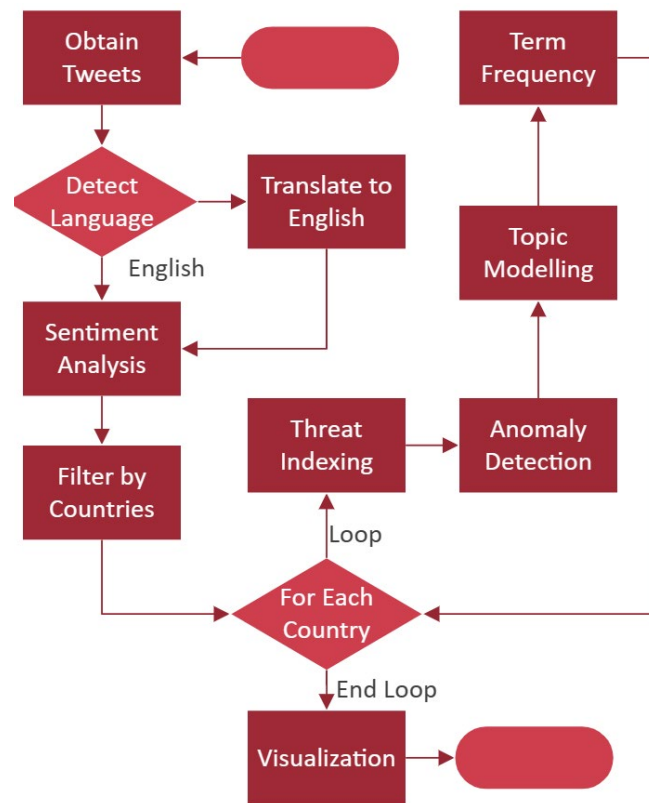 Obtain
Tweets
Term
Frequency
Detect
Language
Translate to
English
Topic
Modelling
English
Sentiment
Analysis
Threat
Indexing
Anomaly
Detection
Filter by
Countries
Loop
For Each
Country
End Loop
Visualization